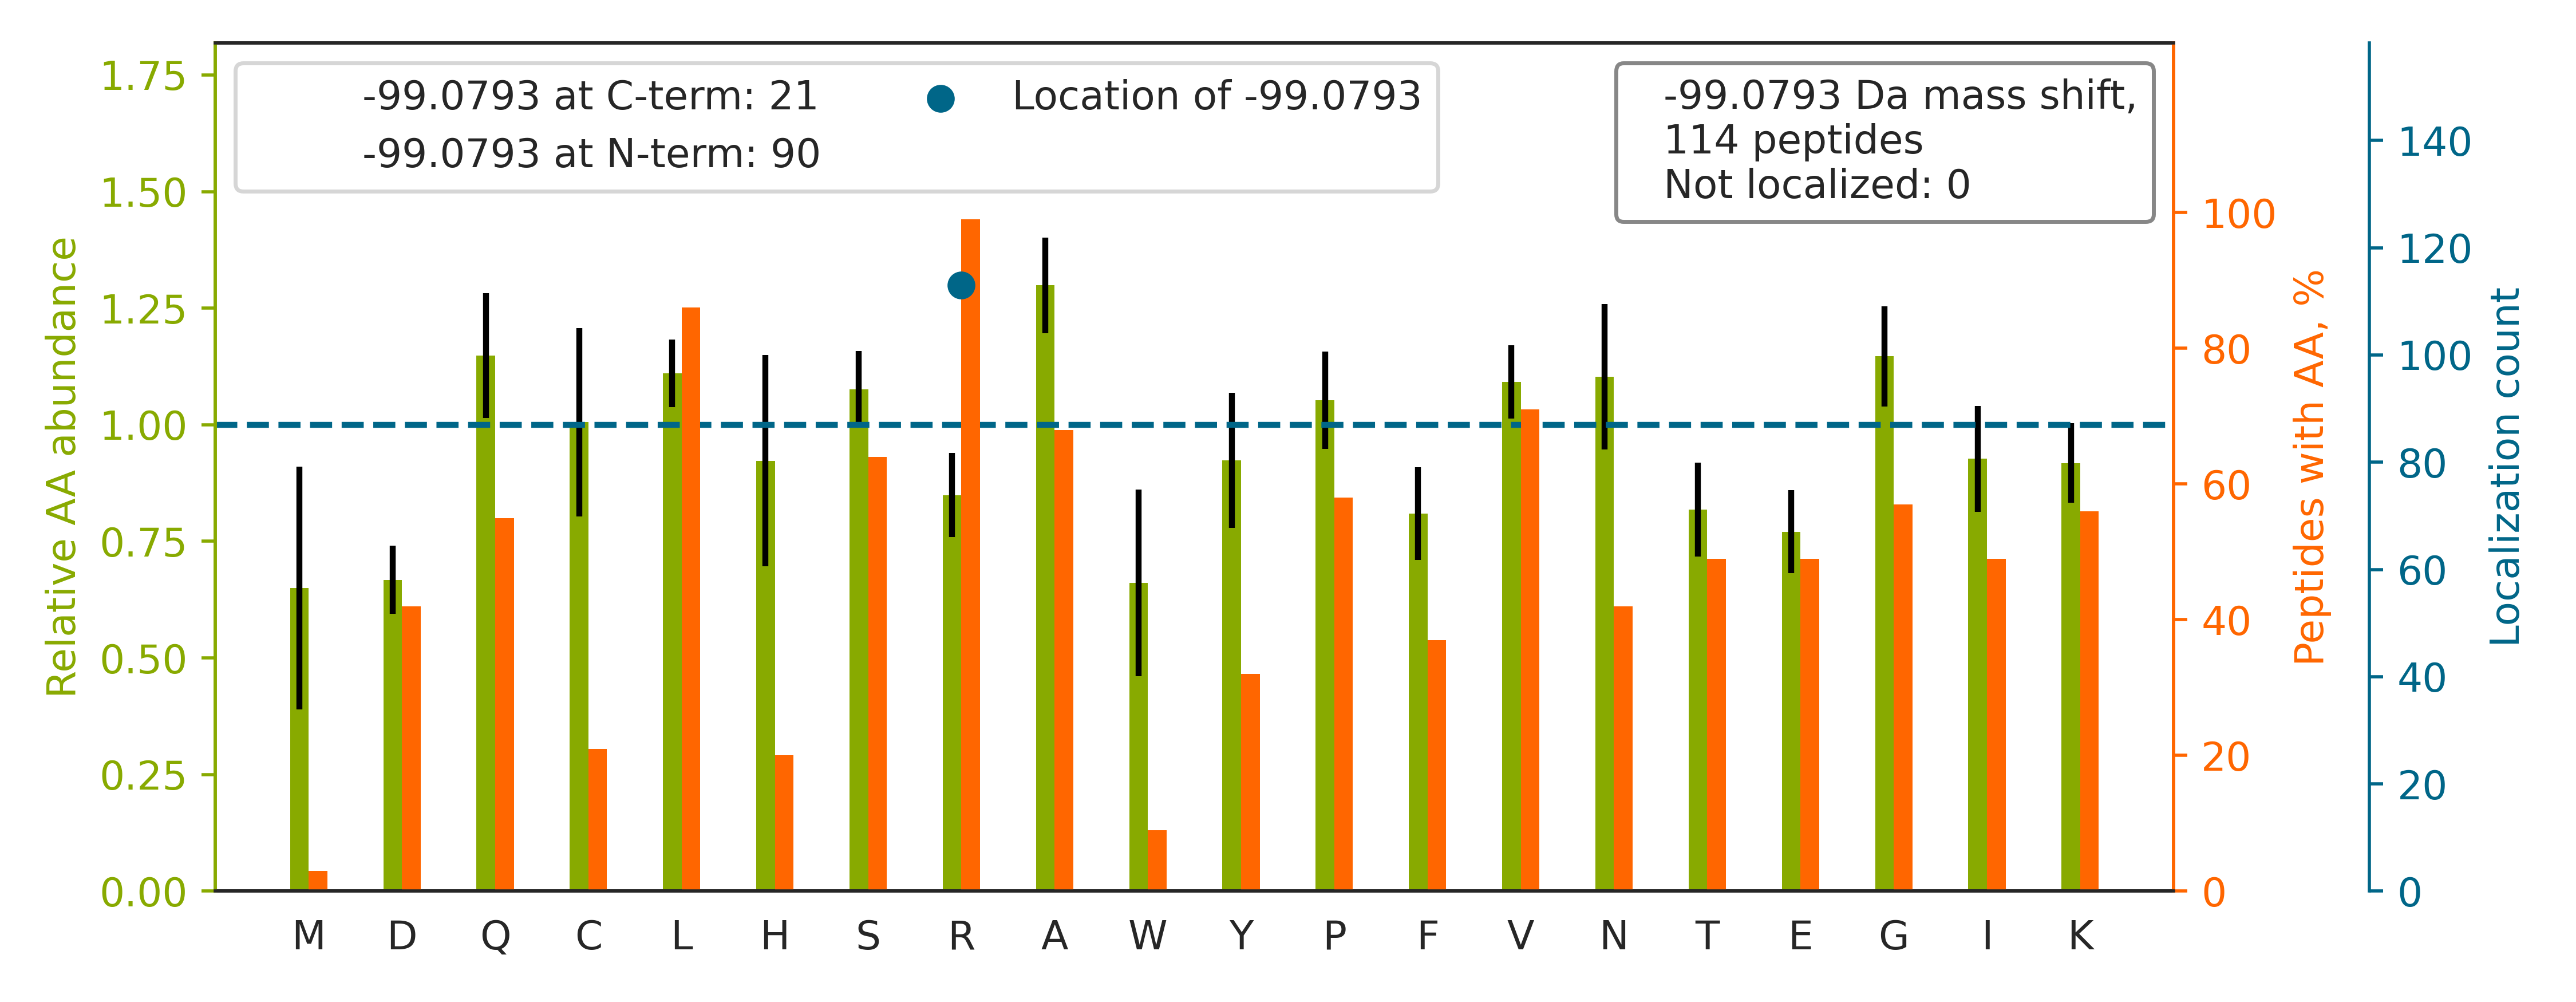 -99.0793 at C-term: 21
-99.0793 at N-term: 90
Location of -99.0793
-99.0793 Da mass shift,
114 peptides
Not localized: 0
Relative AA abundance
1.75
1.50
1.25
1.00
0.75
0.50
0.25
0.00
100
80
60
40
20
0
Peptides with AA, %
140
120
100
80
60
40
20
0
Localization count
M D Q C L H S R A W Y P F V N T E G I K